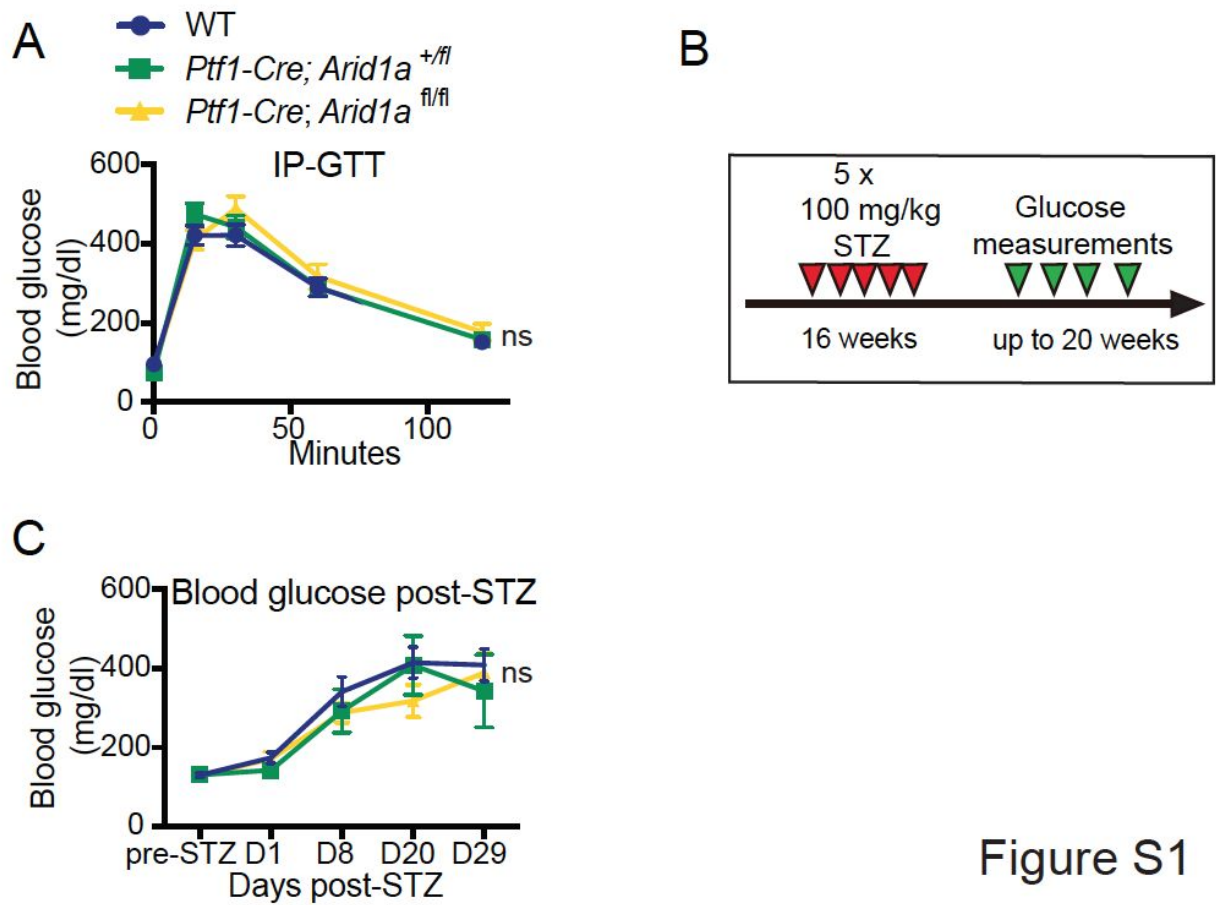 A
WT
Ptf1-Cre; Arid1a +/fl
Ptf1-Cre; Arid1a fl/fl
IP-GTT
Blood glucose
(mg/dl)
600
400
200
0
ns
0 50 100
Minutes
B
5 x
100 mg/kg
STZ
Glucose
measurements
16 weeks
up to 20 weeks
C
Blood glucose post-STZ
Blood glucose
(mg/dl)
600
400
200
0
ns
pre-STZ D1 D8 D20 D29
Days post-STZ
Figure S1